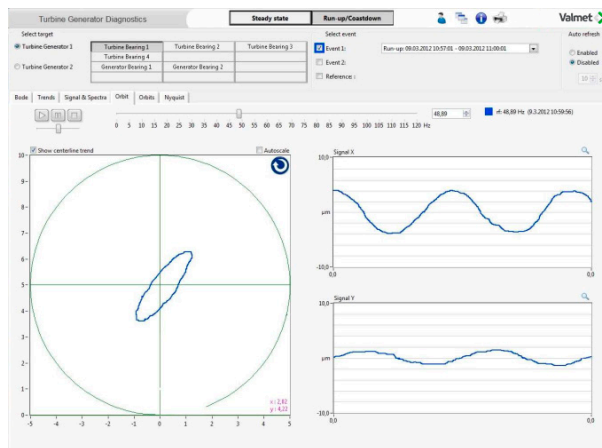 Turbine Generator Diagnostics
Steady state
Run-up/Coastdown
Valmet
Select target
Turbine Generator 1
Turbine Generator 2
Turbine Bearing 1
Turbine Bearing 2
Turbine Bearing 3
Turbine Bearing 4
Generator Bearing 1
Generator Bearing 2
Select event
Event 1:
Run-up: 09.03.2012 10:57:01 - 09.03.2012 11:00:01
Event 2:
Reference :
Auto refresh
Enabled
Disabled
10
Bode
Trends
Signal & Spectra
Orbit
Orbits
Nyquist
0 5 10 15 20 25 30 35 40 45 50 55 60 65 70 75 80 85 90 95 100 105 110 115 120 Hz
48,89
rf: 48,89 Hz (9.3.2012 10:59:56)
Show centerline trend
Autoscale
10
9
8
7
6
5
4
3
2
1
0
-5 -4 -3 -2 -1 0 1 2 3 4 5
x : 2,82
y : 4,22
Signal X
10,0
µm
-10,0
0,0
0,0
Signal Y
10,0
µm
-10,0
0,0
0,0